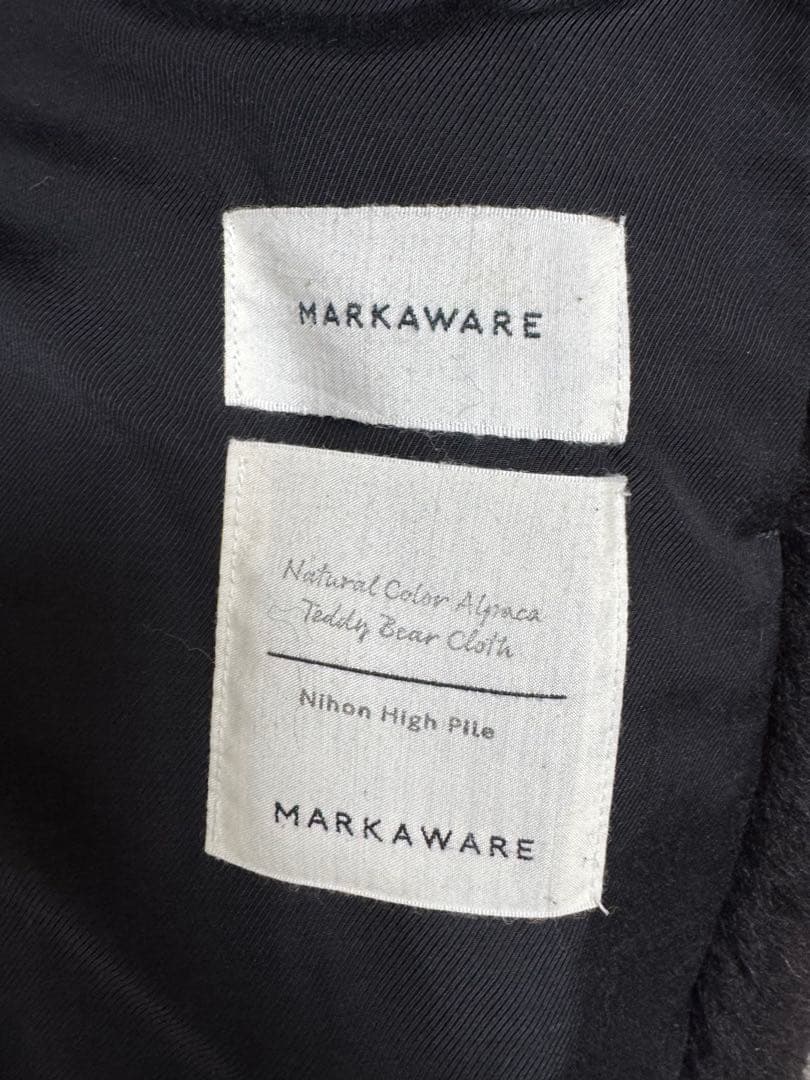 MARKAWARE
Natural Color Alpaca
Teddy Bear Cloth
Nihon High Pile
MARKAWARE